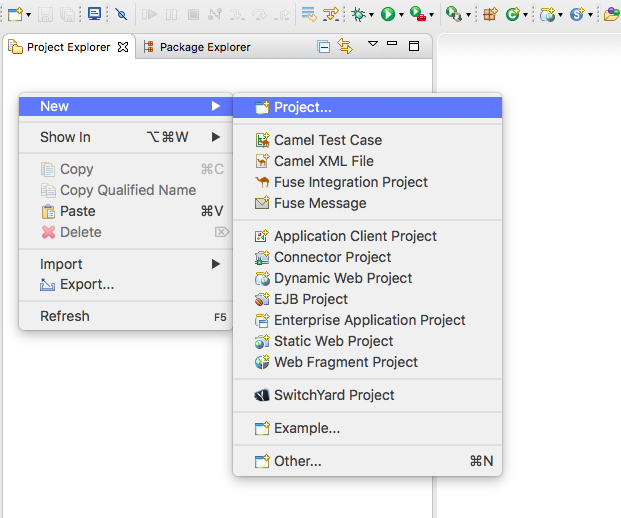 Project Explorer Package Explorer
New
Show In ⌥⌘W
Copy ⌘C
Copy Qualified Name
Paste ⌘V
Delete ⌦
Import
Export...
Refresh F5
Project...
Camel Test Case
Camel XML File
Fuse Integration Project
Fuse Message
Application Client Project
Connector Project
Dynamic Web Project
EJB Project
Enterprise Application Project
Static Web Project
Web Fragment Project
SwitchYard Project
Example...
Other... ⌘N